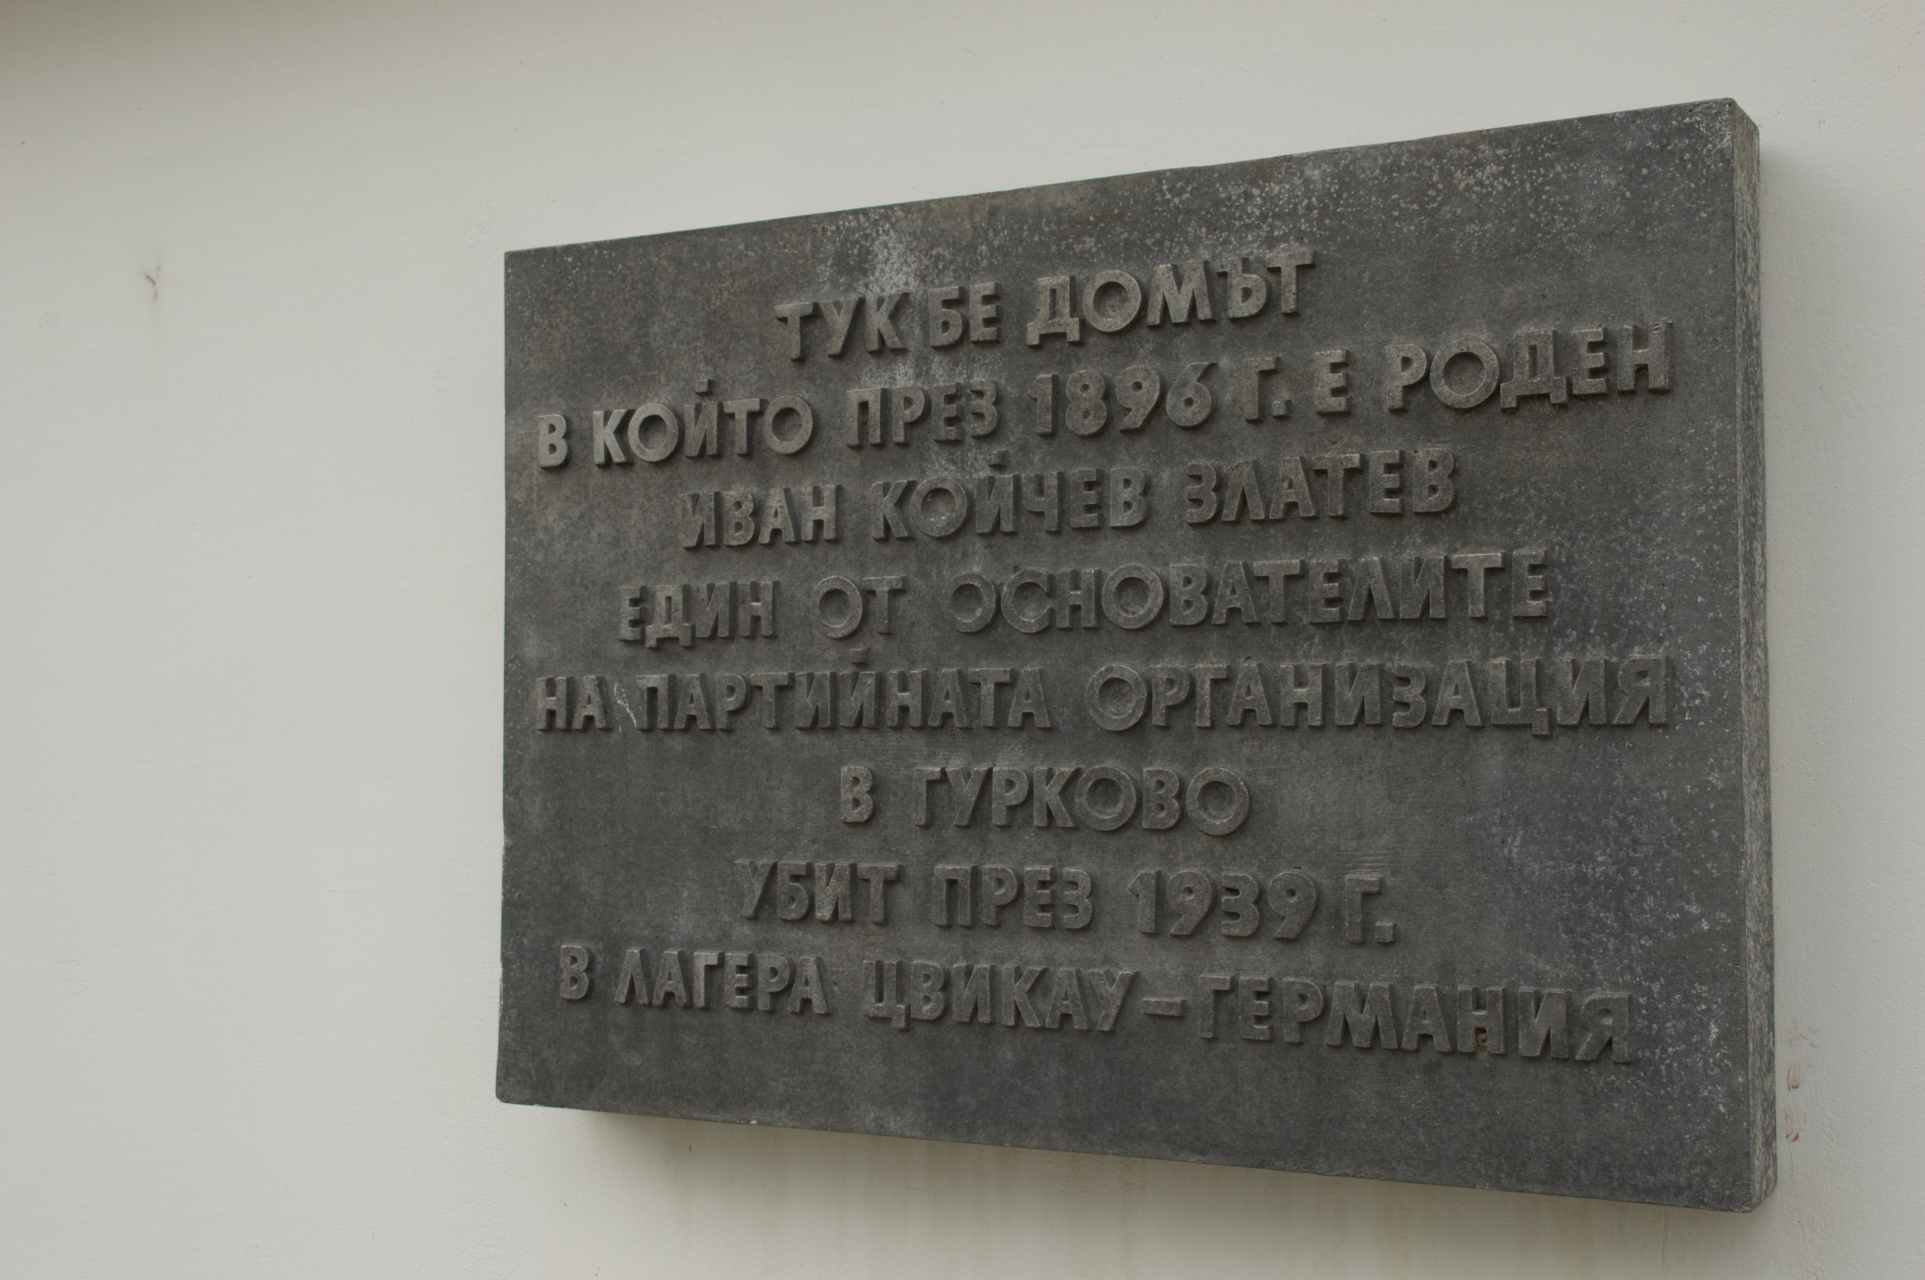 ТУК БЕ ДОМЪТ
В КОЙТО ПРЕЗ 1896 Г. Е РОДЕН
ИВАН КОЙЧЕВ ЗЛАТЕВ
ЕДИН ОТ ОСНОВАТЕЛИТЕ
НА ПАРТИЙНАТА ОРГАНИЗАЦИЯ
В ГУРКОВО
УБИТ ПРЕЗ 1939 Г.
В ЛАГЕРА ЦВИКАУ – ГЕРМАНИЯ